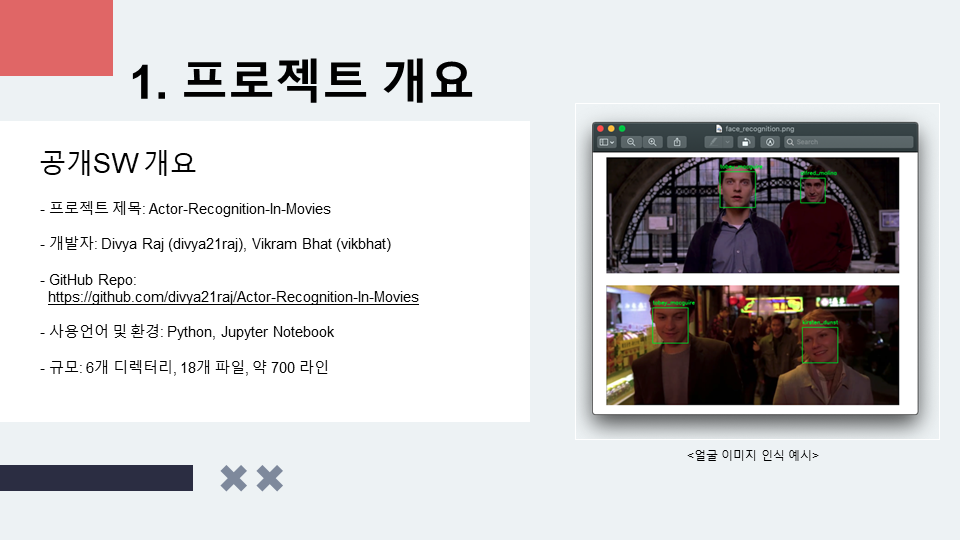 1. 프로젝트 개요
공개SW 개요
- 프로젝트 제목: Actor-Recognition-In-Movies
- 개발자: Divya Raj (divya21raj), Vikram Bhat (vikbhat)
- GitHub Repo:
https://github.com/divya21raj/Actor-Recognition-In-Movies
- 사용언어 및 환경: Python, Jupyter Notebook
- 규모: 6개 디렉터리, 18개 파일, 약 700 라인
face_recognition.png
Search
tobey_maguire
alfred_molina
tobey_maguire
kirsten_dunst
<얼굴 이미지 인식 예시>